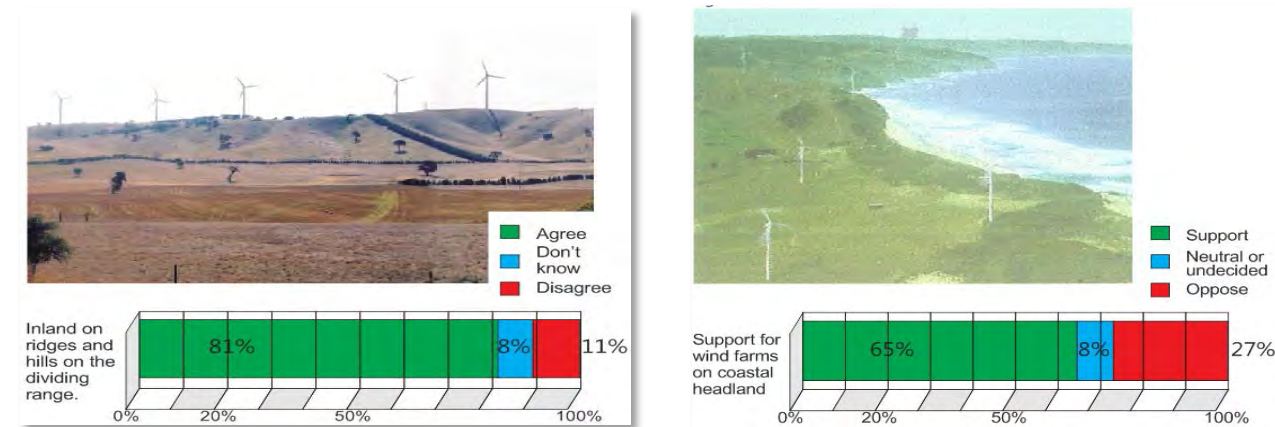 Agree
Don't
know
Disagree
Inland on
ridges and
hills on the
dividing
range.
81%
8%
11%
0%
20%
50%
100%
Support
Neutral or
undecided
Oppose
Support for
wind farms
on coastal
headland
65%
8%
27%
0%
20%
50%
100%